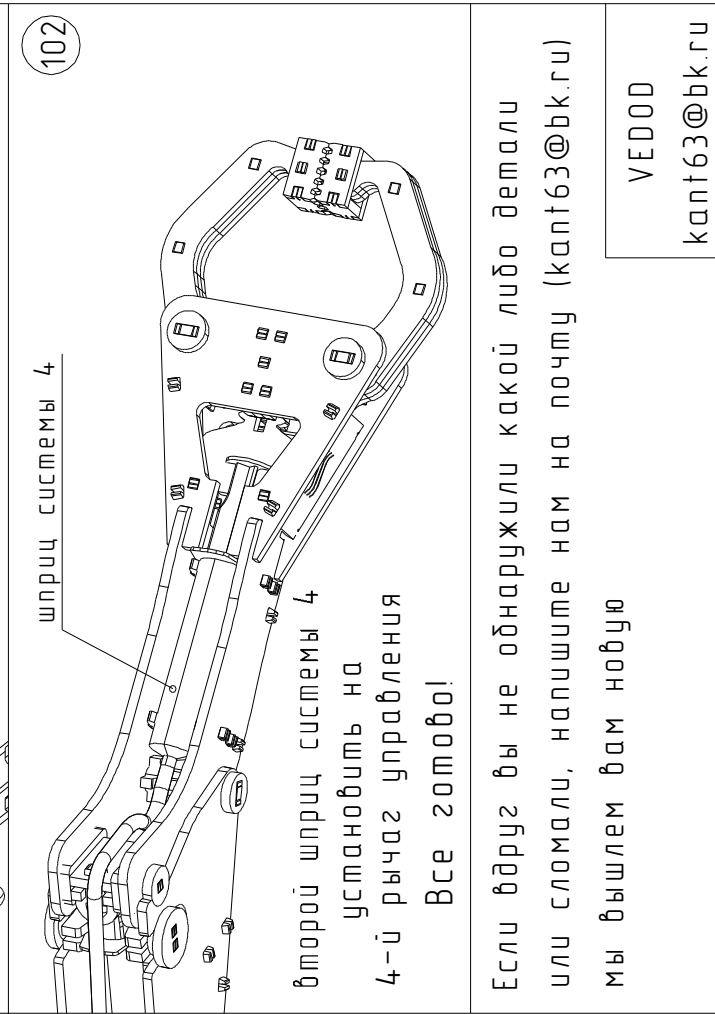 102
шприц системы 4
второй шприц системы 4
установить на
4-й рычаг управления
Все готово!
Если вдруг вы не обнаружили какой либо детали
или сломали, напишите нам на почту (kant63@bk.ru)
мы вышлем вам новую
VEDOD
kant63@bk.ru